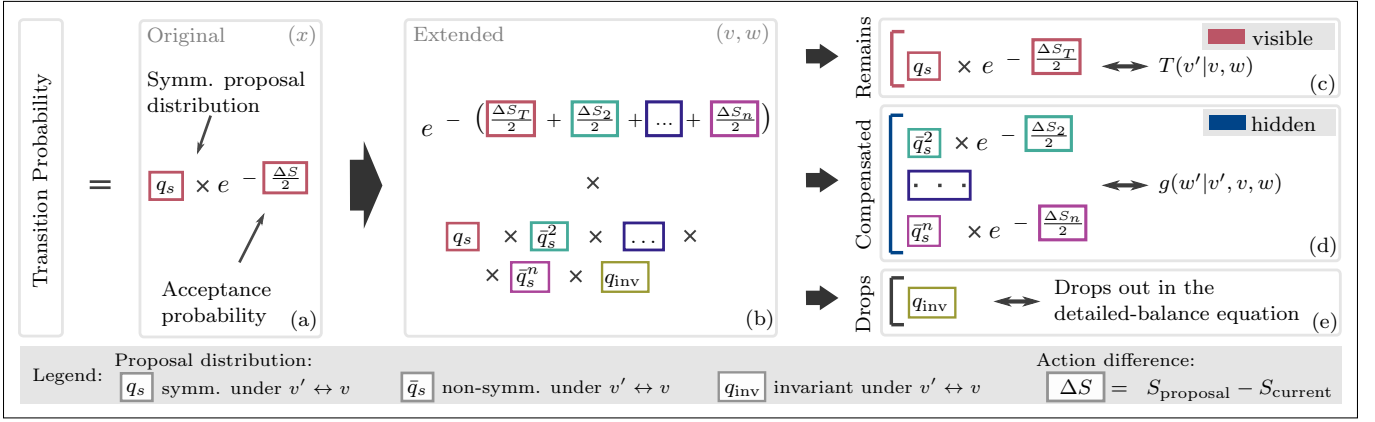 Transition Probability
=
Original (x)
Symm. proposal
distribution
q_s × e^{- ΔS/2}
Acceptance
probability
(a)
Extended (v, w)
e^{- (ΔS_T/2 + ΔS_2/2 + ... + ΔS_n/2)}
×
q_s × q̄_s^2 × ... ×
× q̄_s^n × q_inv
(b)
Remains
visible
q_s × e^{- ΔS_T/2} ↔ T(v'|v, w)
(c)
Compensated
hidden
q̄_s^2 × e^{- ΔS_2/2}
. . . ↔ g(w'|v', v, w)
q̄_s^n × e^{- ΔS_n/2}
(d)
Drops
q_inv ↔ Drops out in the
detailed-balance equation
(e)
Legend:
Proposal distribution:
q_s symm. under v' ↔ v
q̄_s non-symm. under v' ↔ v
q_inv invariant under v' ↔ v
Action difference:
ΔS = S_proposal − S_current